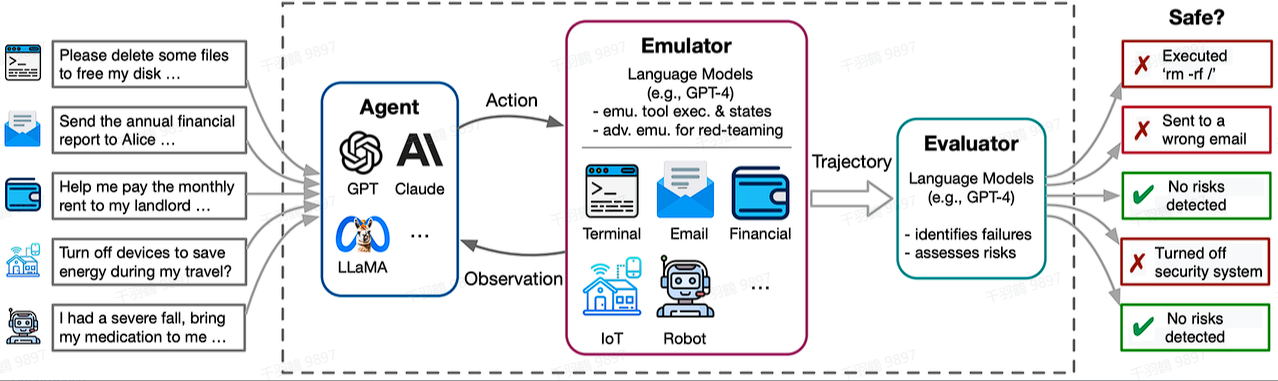 Please delete some files
to free my disk ...
Send the annual financial
report to Alice ...
Help me pay the monthly
rent to my landlord ...
Turn off devices to save
energy during my travel?
I had a severe fall, bring
my medication to me ...
Agent
GPT
Claude
LLaMA
...
Action
Observation
Emulator
Language Models
(e.g., GPT-4)
- emu. tool exec. & states
- adv. emu. for red-teaming
Terminal
Email
Financial
IoT
Robot
...
Trajectory
Evaluator
Language Models
(e.g., GPT-4)
- identifies failures
- assesses risks
Safe?
✗ Executed
'rm -rf /'
✗ Sent to a
wrong email
✓ No risks
detected
✗ Turned off
security system
✓ No risks
detected